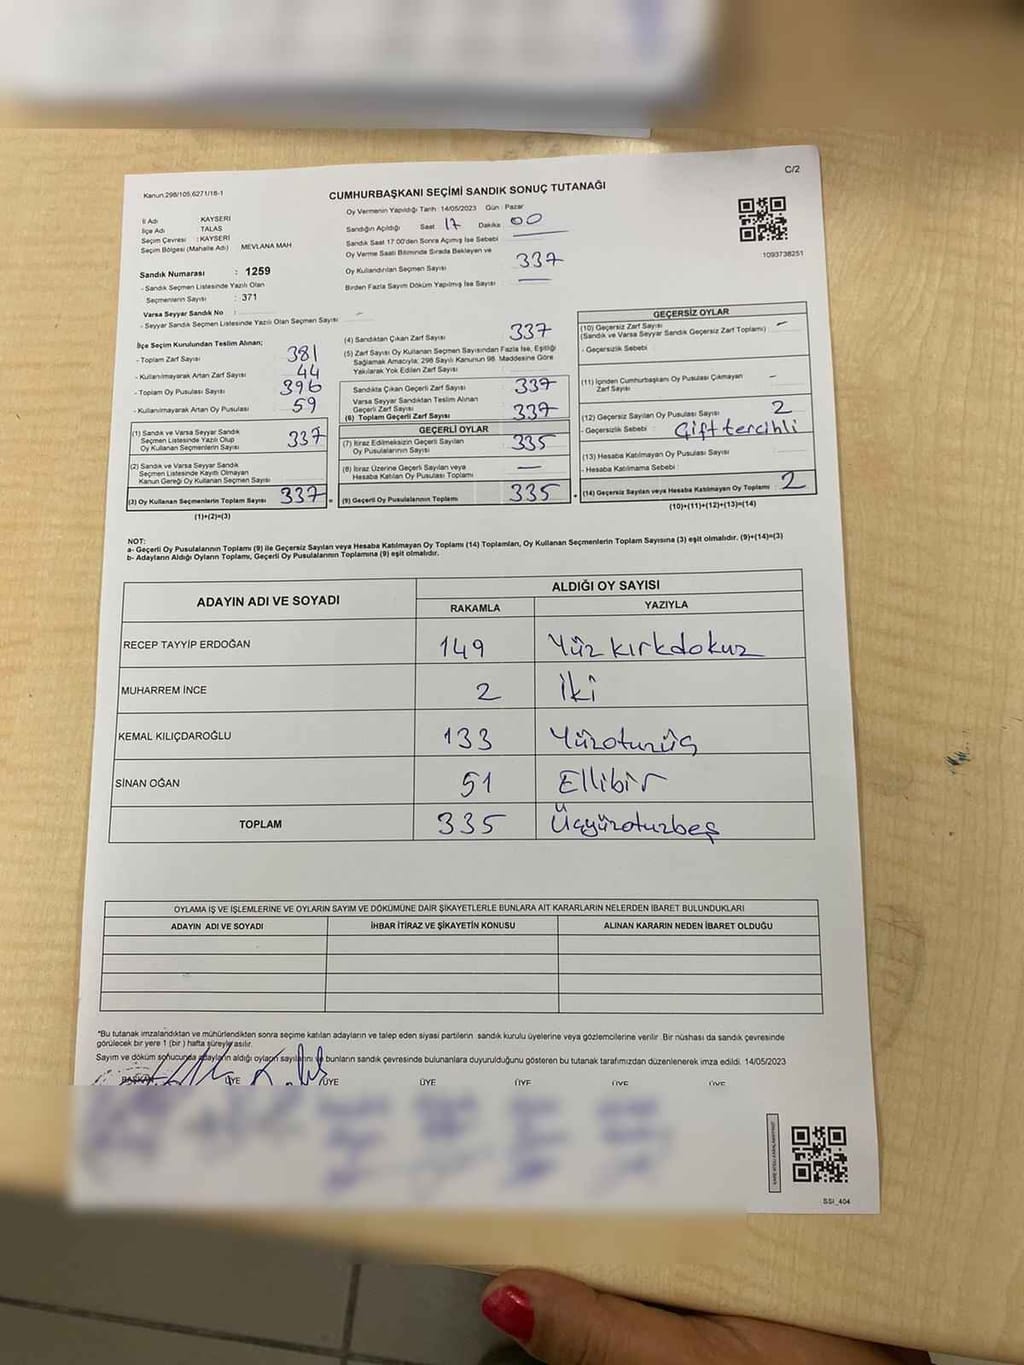 C/2
Kanun.298/105,6271/18-1
CUMHURBAŞKANI SEÇİMİ SANDIK SONUÇ TUTANAĞI
İl Adı : KAYSERİ
İlçe Adı : TALAS
Seçim Çevresi : KAYSERİ
Seçim Bölgesi (Mahalle Adı) MEVLANA MAH
Sandık Numarası : 1259
- Sandık Seçmen Listesinde Yazılı Olan
Seçmenlerin Sayısı : 371
Varsa Seyyar Sandık No :
- Seyyar Sandık Seçmen Listesinde Yazılı Olan Seçmen Sayısı
Oy Vermenin Yapıldığı Tarih : 14/05/2023 Gün : Pazar
Sandığın Açıldığı Saat 17 Dakika 00
Sandık Saat 17 00'den Sonra Açılmış İse Sebebi
Oy Verme Saati Bitiminde Sırada Bekleyen ve
Oy Kullandırılan Seçmen Sayısı 337
Birden Fazla Sayım Döküm Yapılmış İse Sayısı —
1093738251
İlçe Seçim Kurulundan Teslim Alınan;
- Toplam Zarf Sayısı 381
- Kullanılmayarak Artan Zarf Sayısı 44
- Toplam Oy Pusulası Sayısı 396
- Kullanılmayarak Artan Oy Pusulası 59
(1) Sandık ve Varsa Seyyar Sandık
Seçmen Listesinde Yazılı Olup
Oy Kullanan Seçmenlerin Sayısı 337
(2) Sandık ve Varsa Seyyar Sandık
Seçmen Listesinde Kayıtlı Olmayan
Kanun Gereği Oy Kullanan Seçmen Sayısı
(3) Oy Kullanan Seçmenlerin Toplam Sayısı 337
(1)+(2)=(3)
(4) Sandıktan Çıkan Zarf Sayısı 337
(5) Zarf Sayısı Oy Kullanan Seçmen Sayısından Fazla İse, Eşitliği
Sağlamak Amacıyla; 298 Sayılı Kanunun 98. Maddesine Göre
Yakılarak Yok Edilen Zarf Sayısı
Sandıkta Çıkan Geçerli Zarf Sayısı 337
Varsa Seyyar Sandıktan Teslim Alınan
Geçerli Zarf Sayısı
(6) Toplam Geçerli Zarf Sayısı 337
GEÇERLİ OYLAR
(7) İtiraz Edilmeksizin Geçerli Sayılan
Oy Pusulalarının Sayısı 335
(8) İtiraz Üzerine Geçerli Sayılan veya
Hesaba Katılan Oy Pusulası Toplamı —
(9) Geçerli Oy Pusulalarının Toplamı 335
GEÇERSİZ OYLAR
(10) Geçersiz Zarf Sayısı
(Sandık ve Varsa Seyyar Sandık Geçersiz Zarf Toplamı) : —
- Geçersizlik Sebebi :
(11) İçinden Cumhurbaşkanı Oy Pusulası Çıkmayan
Zarf Sayısı —
(12) Geçersiz Sayılan Oy Pusulası Sayısı : 2
- Geçersizlik Sebebi : Çift tercihli
(13) Hesaba Katılmayan Oy Pusulası Sayısı
- Hesaba Katılmama Sebebi :
(14) Geçersiz Sayılan veya Hesaba Katılmayan Oy Toplamı 2
(10)+(11)+(12)+(13)=(14)
NOT:
a- Geçerli Oy Pusulalarının Toplamı (9) ile Geçersiz Sayılan veya Hesaba Katılmayan Oy Toplamı (14) Toplamları, Oy Kullanan Seçmenlerin Toplam Sayısına (3) eşit olmalıdır. (9)+(14)=(3)
b- Adayların Aldığı Oyların Toplamı, Geçerli Oy Pusulalarının Toplamına (9) eşit olmalıdır.
ADAYIN ADI VE SOYADI ALDIĞI OY SAYISI
RAKAMLA YAZIYLA
RECEP TAYYİP ERDOĞAN 149 Yüz kırkdokuz
MUHARREM İNCE 2 İki
KEMAL KILIÇDAROĞLU 133 Yüzotuzüç
SİNAN OĞAN 51 Ellibir
TOPLAM 335 Üçyüzotuzbeş
OYLAMA İŞ VE İŞLEMLERİNE VE OYLARIN SAYIM VE DÖKÜMÜNE DAİR ŞİKAYETLERLE BUNLARA AİT KARARLARIN NELERDEN İBARET BULUNDUKLARI
ADAYIN ADI VE SOYADI İHBAR İTİRAZ VE ŞİKAYETİN KONUSU ALINAN KARARIN NEDEN İBARET OLDUĞU
*Bu tutanak imzalandıktan ve mühürlendikten sonra seçime katılan adayların ve talep eden siyasi partilerin sandık kurulu üyelerine veya gözlemcilerine verilir. Bir nüshası da sandık çevresinde
görülecek bir yere 1 (bir) hafta süreyle asılır.
Sayım ve döküm sonucunda adayların aldığı oyların sayılarını ve bunların sandık çevresinde bulunanlara duyurulduğunu gösteren bu tutanak tarafımızdan düzenlenerek imza edildi. 14/05/2023
BAŞKAN ÜYE ÜYE ÜYE ÜYE ÜYE ÜYE
SSI_404